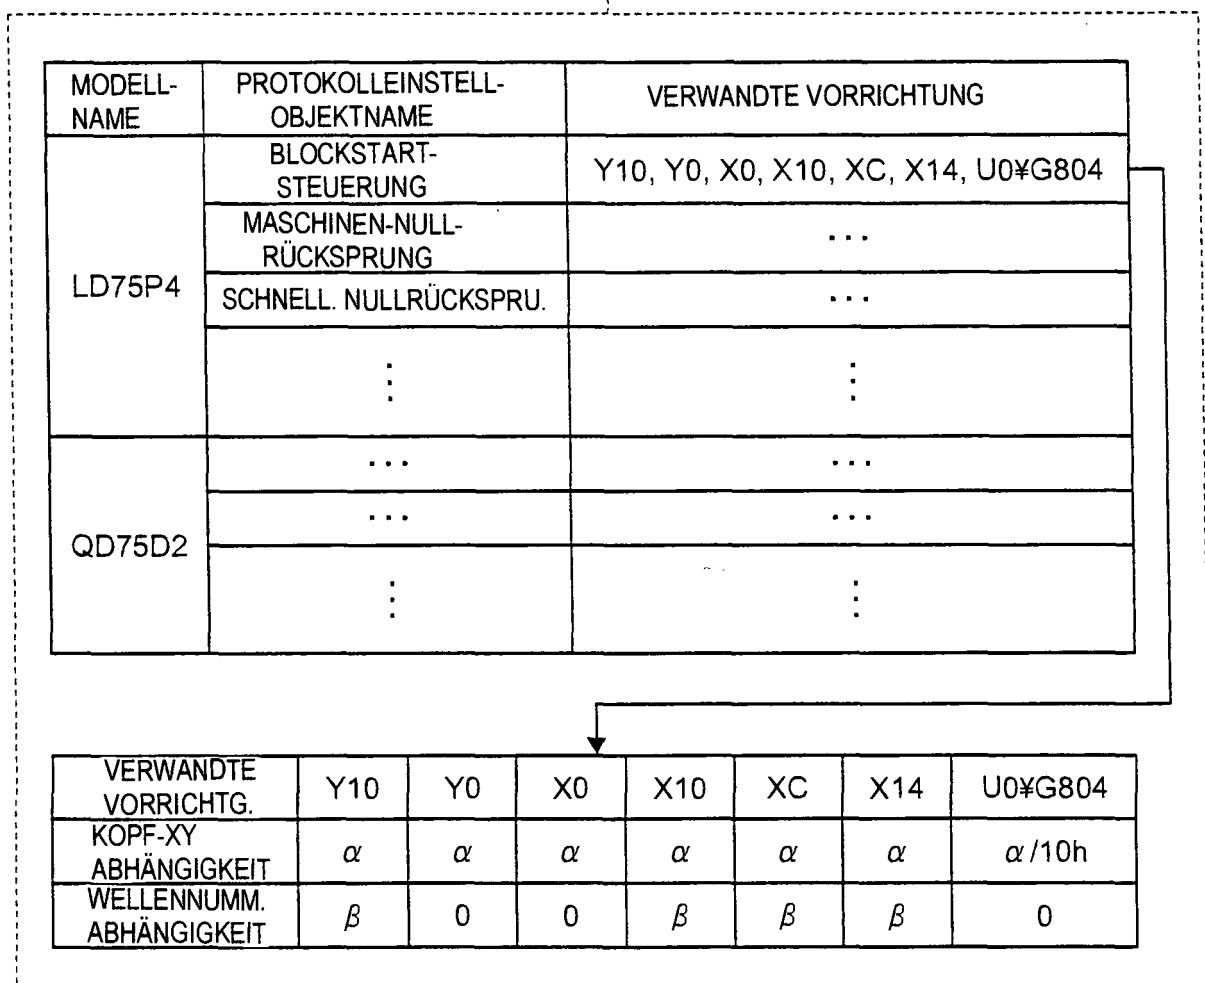 MODELL-
NAME
PROTOKOLLEINSTELL-
OBJEKTNAME
VERWANDTE VORRICHTUNG
LD75P4
BLOCKSTART-
STEUERUNG
Y10, Y0, X0, X10, XC, X14, U0¥G804
MASCHINEN-NULL-
RÜCKSPRUNG
...
SCHNELL. NULLRÜCKSPRU.
...
⋮
⋮
QD75D2
...
...
...
...
⋮
⋮
VERWANDTE
VORRICHTG.
Y10
Y0
X0
X10
XC
X14
U0¥G804
KOPF-XY
ABHÄNGIGKEIT
α
α
α
α
α
α
α/10h
WELLENNUMM.
ABHÄNGIGKEIT
β
0
0
β
β
β
0